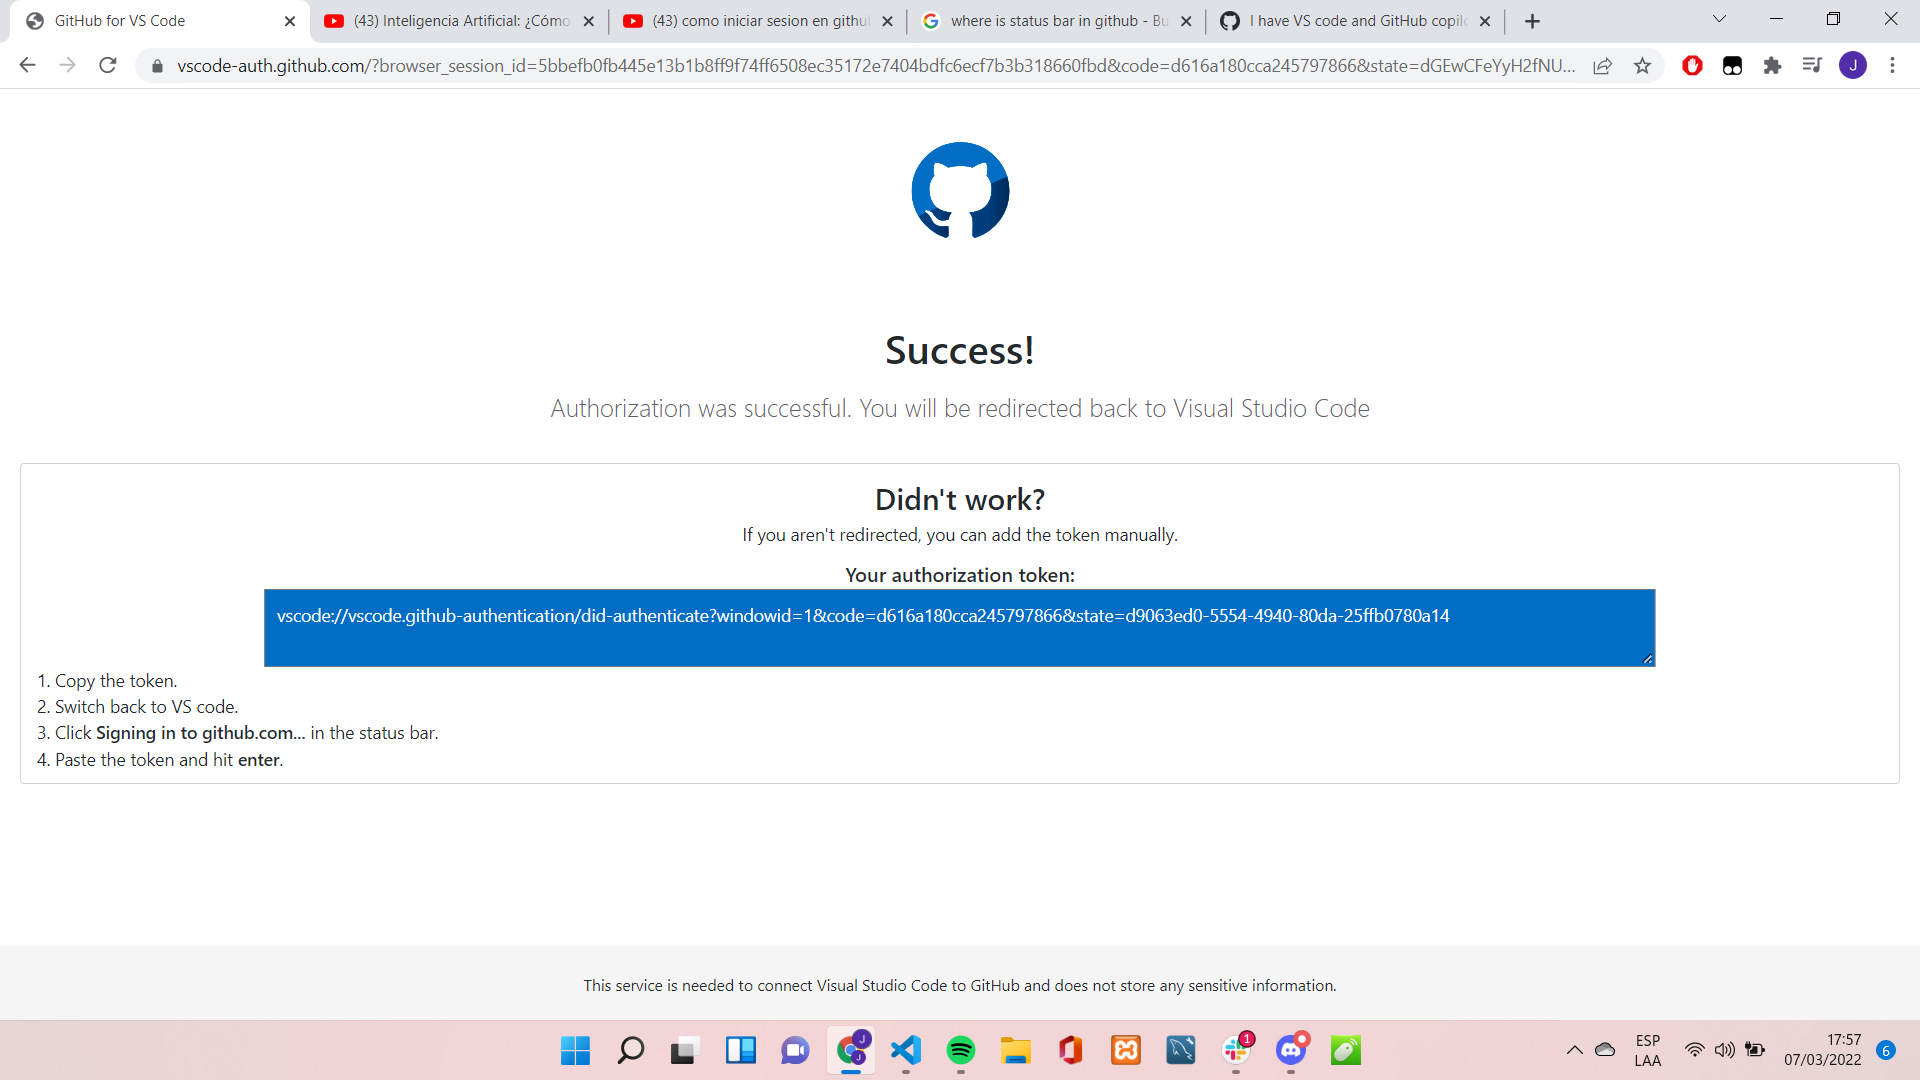 GitHub for VS Code
(43) Inteligencia Artificial: ¿Cómo
(43) como iniciar sesion en githu
where is status bar in github - Bu
I have VS code and GitHub copilo
vscode-auth.github.com/?browser_session_id=5bbefb0fb445e13b1b8ff9f74ff6508ec35172e7404bdfc6ecf7b3b318660fbd&code=d616a180cca245797866&state=dGEwCFeYyH2fNU...
J
Success!
Authorization was successful. You will be redirected back to Visual Studio Code
Didn't work?
If you aren't redirected, you can add the token manually.
Your authorization token:
vscode://vscode.github-authentication/did-authenticate?windowid=1&code=d616a180cca245797866&state=d9063ed0-5554-4940-80da-25ffb0780a14
1. Copy the token.
2. Switch back to VS code.
3. Click Signing in to github.com... in the status bar.
4. Paste the token and hit enter.
This service is needed to connect Visual Studio Code to GitHub and does not store any sensitive information.
J
J
1
ESP
LAA
17:57
07/03/2022
6